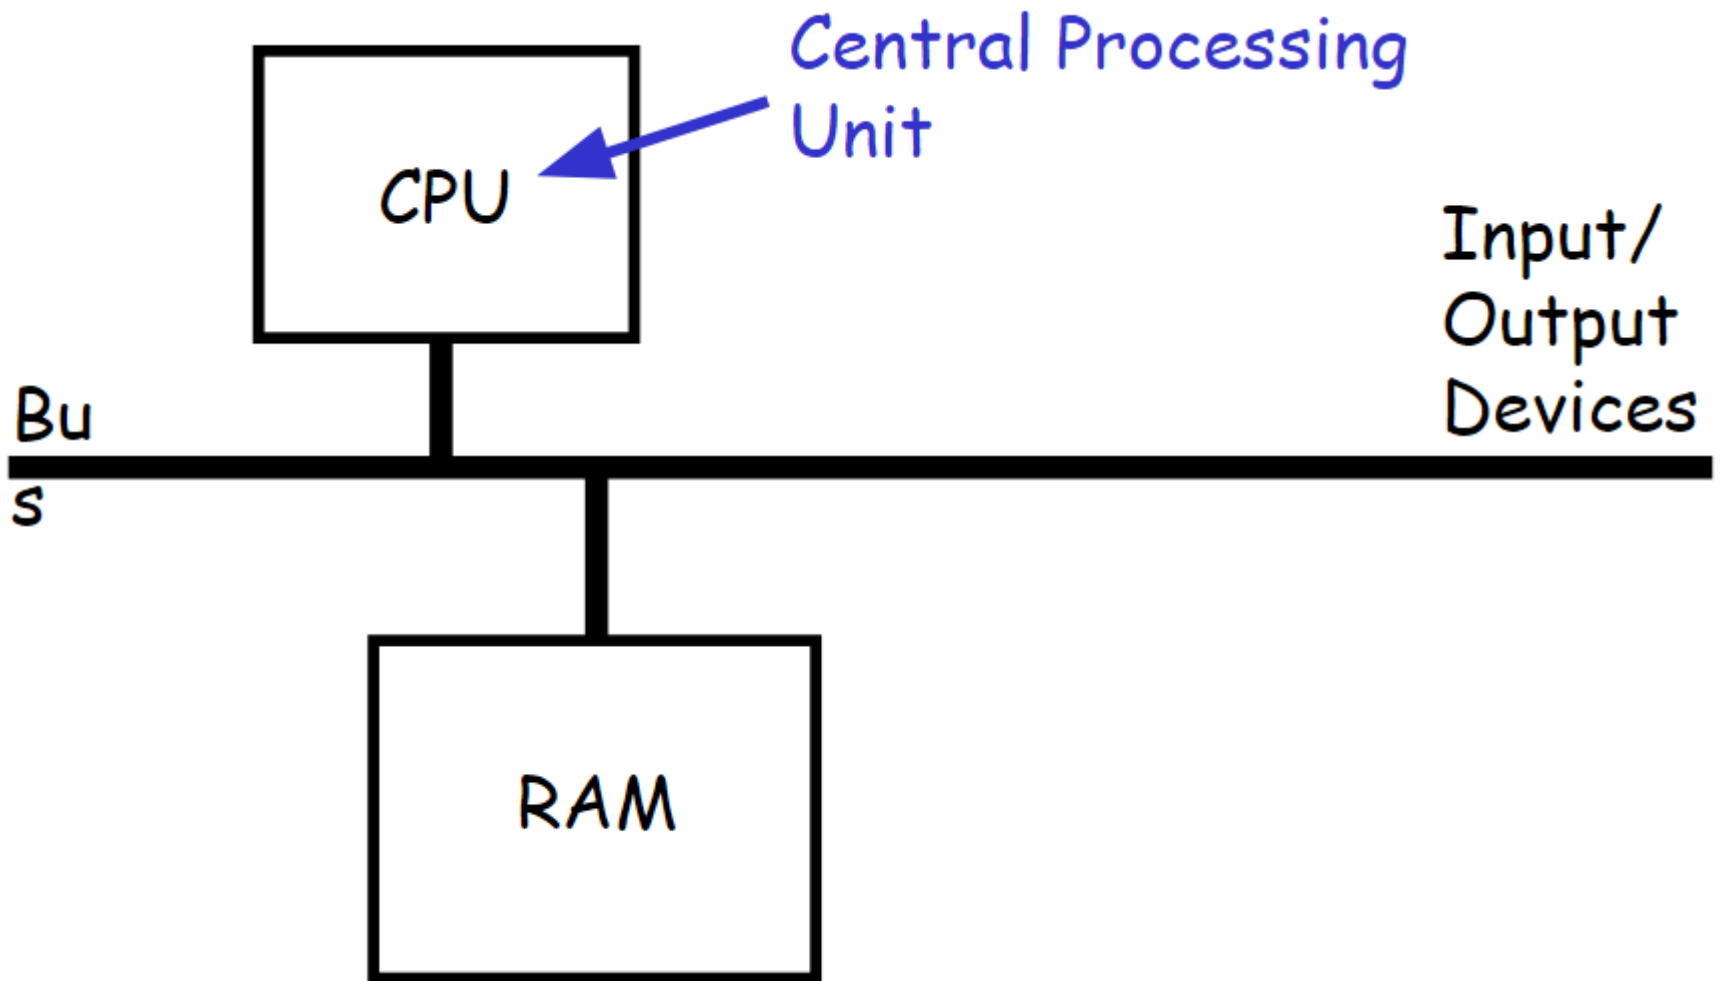 Central Processing
Unit
CPU
Input/
Output
Devices
Bu
s
RAM